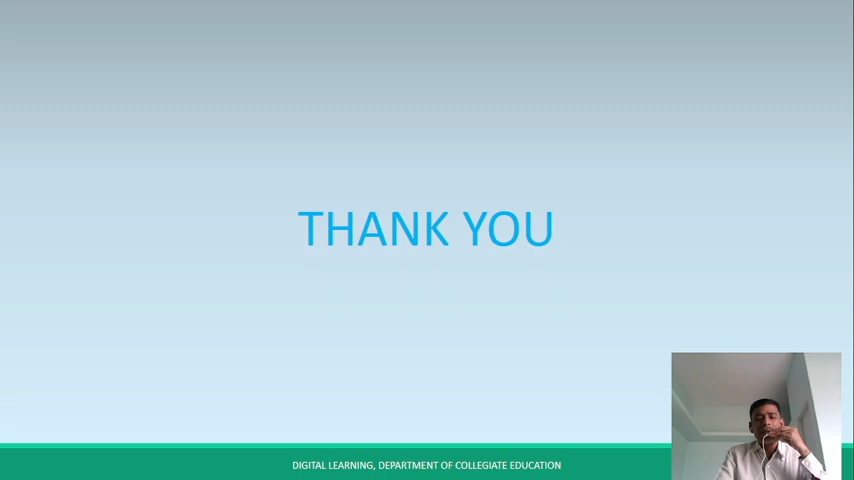 THANK YOU
DIGITAL LEARNING, DEPARTMENT OF COLLEGIATE EDUCATION